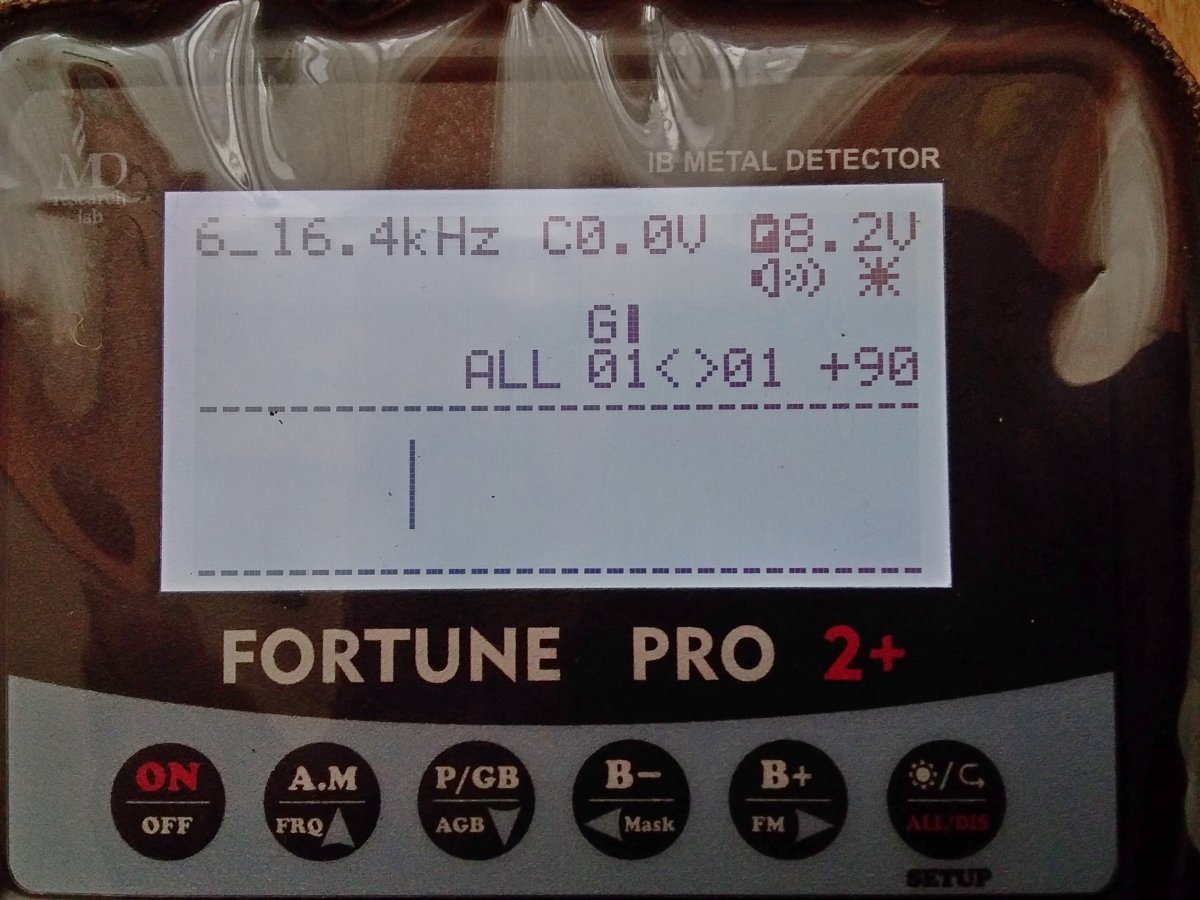 IB METAL DETECTOR
MD
research
lab
6_16.4kHz C0.0V 8.2V
G
ALL 01<>01 +90
FORTUNE PRO 2+
ON
OFF
A.M
FRQ
P/GB
AGB
B-
Mask
B+
FM
/
ALL/DIS
SETUP